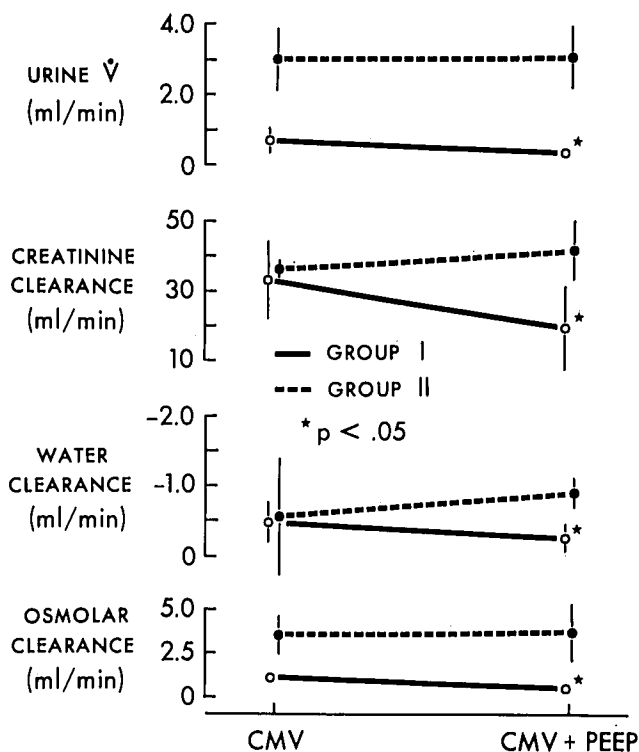 URINE V̇
(ml/min)
4.0
2.0
0
*
CREATININE
CLEARANCE
(ml/min)
50
30
10
*
GROUP I
GROUP II
* p < .05
WATER
CLEARANCE
(ml/min)
-2.0
-1.0
0
*
OSMOLAR
CLEARANCE
(ml/min)
5.0
2.5
0
*
CMV
CMV + PEEP